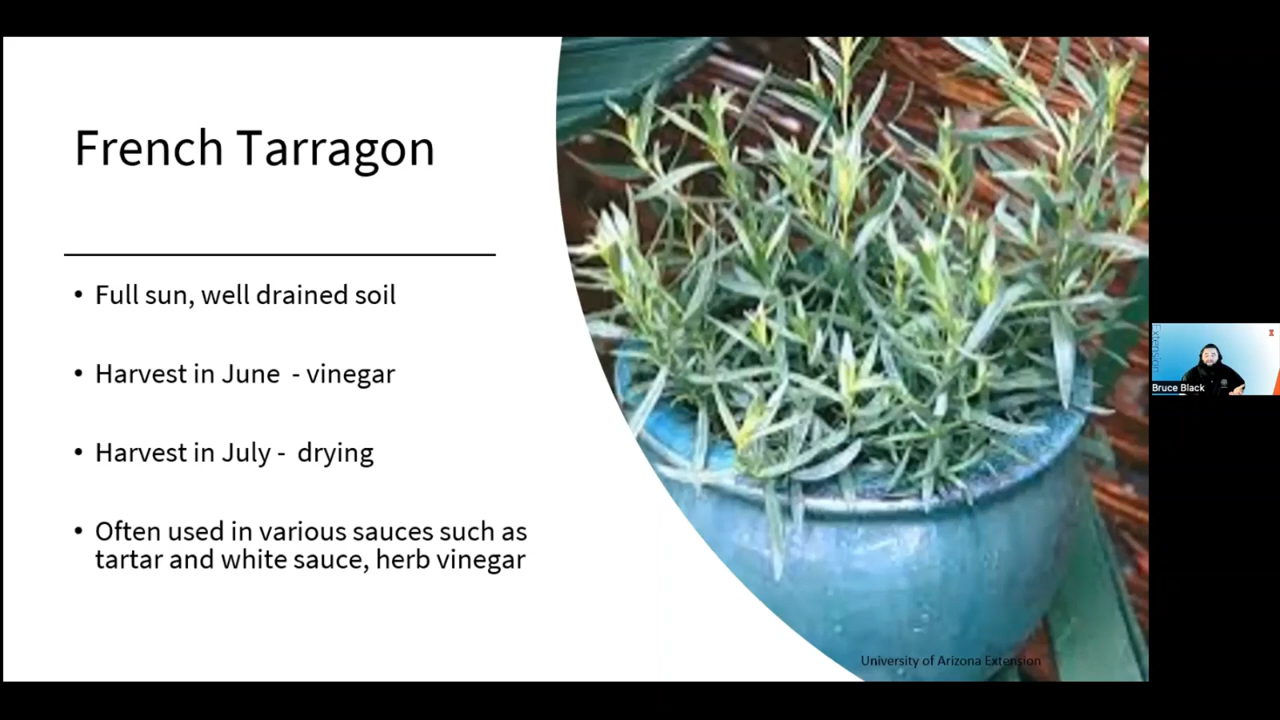 French Tarragon
• Full sun, well drained soil
• Harvest in June - vinegar
• Harvest in July - drying
• Often used in various sauces such as
tartar and white sauce, herb vinegar
University of Arizona Extension
Extension
Bruce Black